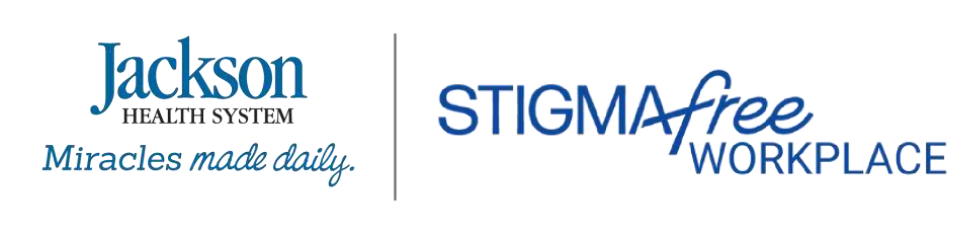 Jackson
HEALTH SYSTEM
Miracles made daily.
STIGMAfree
WORKPLACE